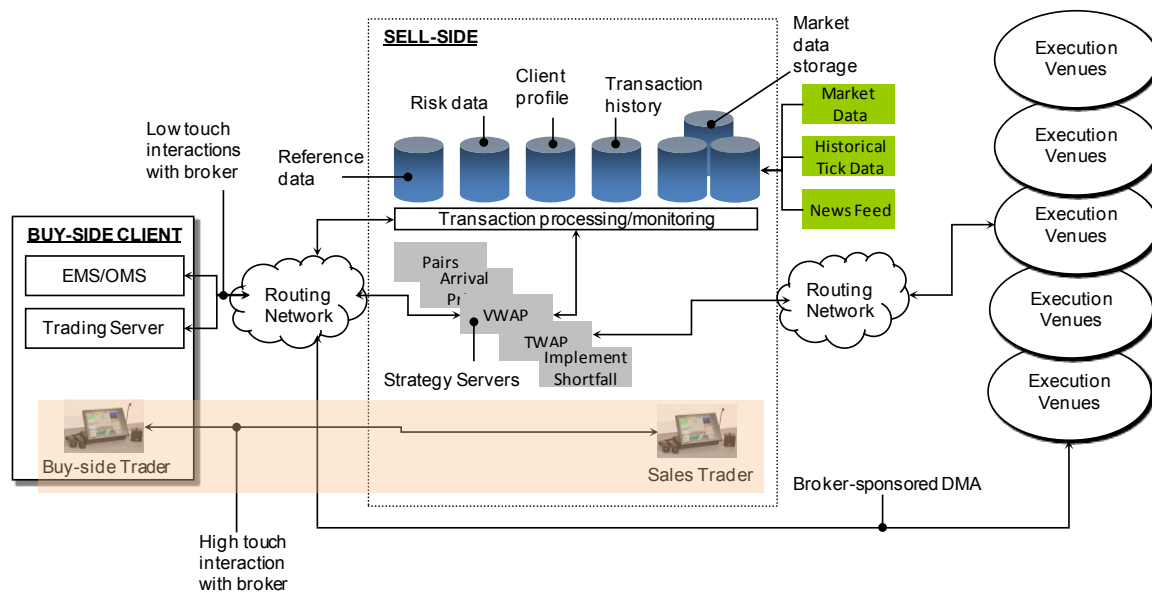 SELL-SIDE
Market
data
storage
Execution
Venues
Risk data
Client
profile
Transaction
history
Market
Data
Low touch
interactions
with broker
Reference
data
Historical
Tick Data
Execution
Venues
News Feed
Transaction processing/monitoring
Execution
Venues
BUY-SIDE CLIENT
EMS/OMS
Trading Server
Routing
Network
Pairs
Arrival
Pri
VWAP
TWAP
Implement
Shortfall
Strategy Servers
Routing
Network
Execution
Venues
Execution
Venues
Buy-side Trader
Sales Trader
Broker-sponsored DMA
High touch
interaction
with broker